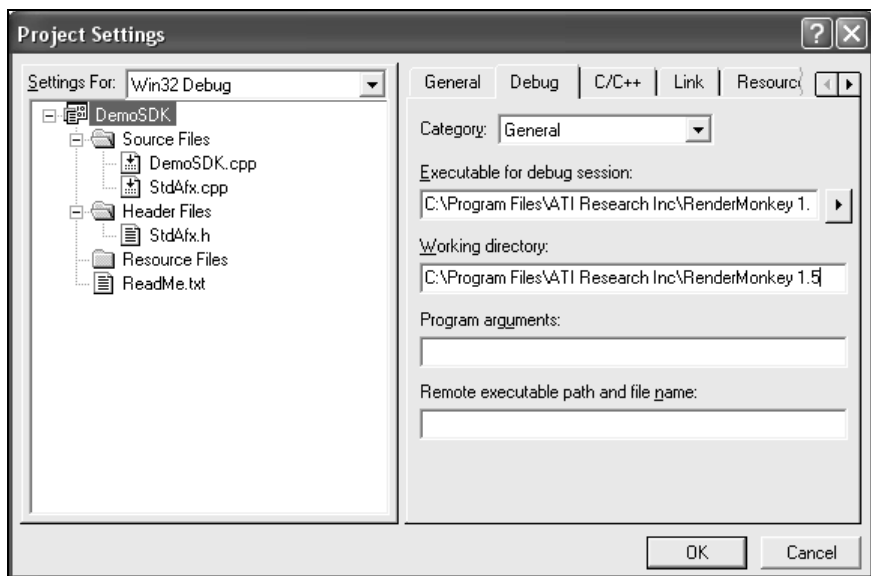 Project Settings
Settings For: Win32 Debug
DemoSDK
Source Files
DemoSDK.cpp
StdAfx.cpp
Header Files
StdAfx.h
Resource Files
ReadMe.txt
General Debug C/C++ Link
Category: General
Executable for debug session:
C:\Program Files\ATI Research Inc\RenderMonkey 1.
Working directory:
C:\Program Files\ATI Research Inc\RenderMonkey 1.5
Program arguments:
Remote executable path and file name:
OK Cancel